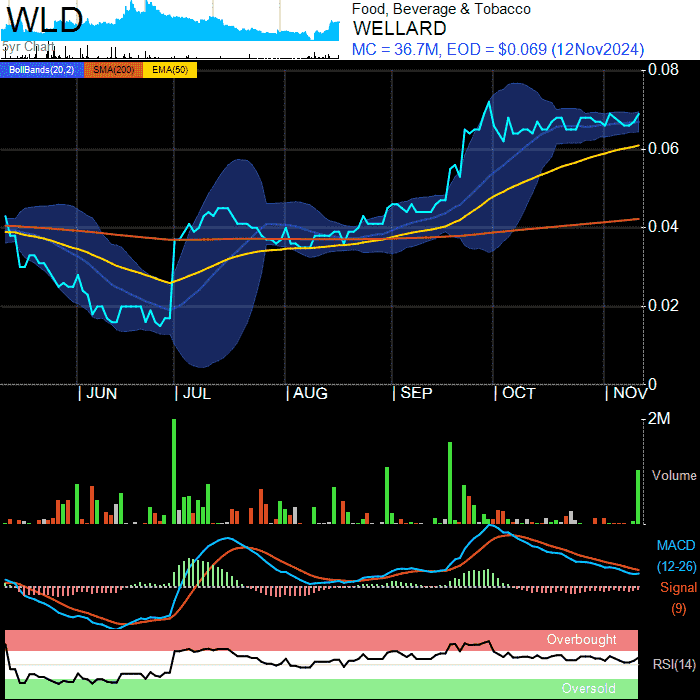 WLD
5yr Chart
Food, Beverage & Tobacco
WELLARD
MC = 36.7M, EOD = $0.069 (12Nov2024)
BollBands(20,2) SMA(200) EMA(50)
0.08
0.06
0.04
0.02
0
JUN JUL AUG SEP OCT NOV
2M
Volume
MACD
(12-26)
Signal
(9)
Overbought
RSI(14)
Oversold